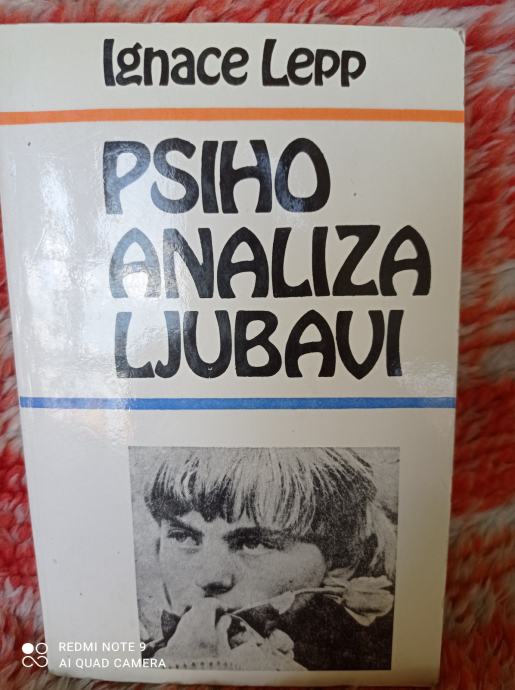 Ignace Lepp
PSIHO
ANALIZA
LJUBAVI
REDMI NOTE 9
AI QUAD CAMERA